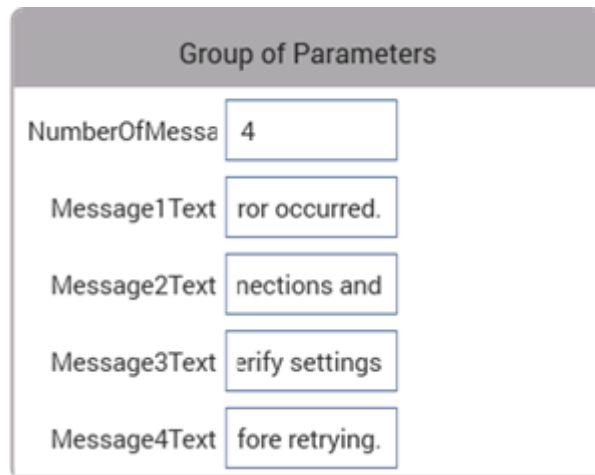 Group of Parameters
NumberOfMessa 4
Message1Text ror occurred.
Message2Text nections and
Message3Text erify settings
Message4Text fore retrying.